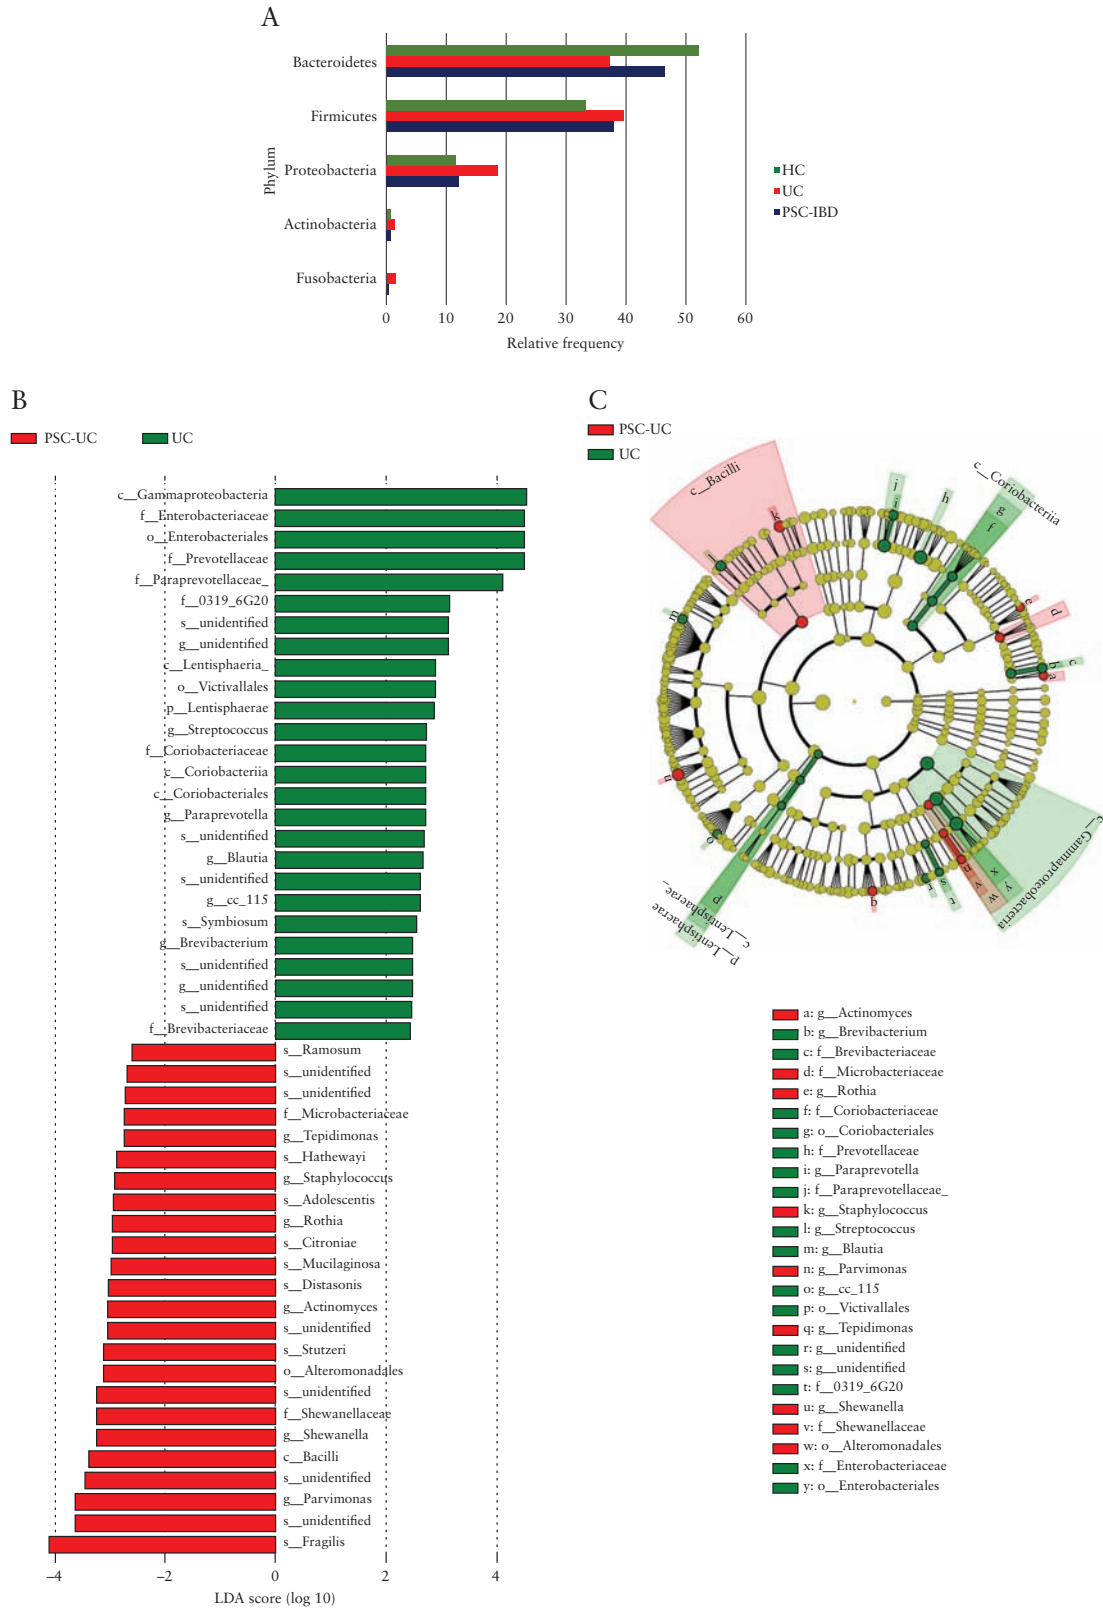 A
Bacteroidetes
Firmicutes
Proteobacteria
Actinobacteria
Fusobacteria
Phylum
0 10 20 30 40 50 60
Relative frequency
HC
UC
PSC-IBD
B
PSC-UC UC
c__Gammaproteobacteria
f__Enterobacteriaceae
o__Enterobacteriales
f__Prevotellaceae
f__Paraprevotellaceae_
f__0319_6G20
s__unidentified
g__unidentified
c__Lentisphaeria_
o__Victivallales
p__Lentisphaerae
g__Streptococcus
f__Coriobacteriaceae
c__Coriobacteriia
c__Coriobacteriales
g__Paraprevotella
s__unidentified
g__Blautia
s__unidentified
g__cc_115
s__Symbiosum
g__Brevibacterium
s__unidentified
g__unidentified
s__unidentified
f__Brevibacteriaceae
s__Ramosum
s__unidentified
s__unidentified
f__Microbacteriaceae
g__Tepidimonas
s__Hathewayi
g__Staphylococcus
s__Adolescentis
g__Rothia
s__Citroniae
s__Mucilaginosa
s__Distasonis
g__Actinomyces
s__unidentified
s__Stutzeri
o__Alteromonadales
s__unidentified
f__Shewanellaceae
g__Shewanella
c__Bacilli
s__unidentified
g__Parvimonas
s__unidentified
s__Fragilis
–4 –2 0 2 4
LDA score (log 10)
C
PSC-UC
UC
c__Bacilli
c__Coriobacteriia
k
j
i
h
g
f
l
m
e
d
c
b
a
n
o
p
q
r
s
t
u
v
w
x
y
c__Gammaproteobacteria
c__Lentisphaerae_
p__Lentisphaerae
a: g__Actinomyces
b: g__Brevibacterium
c: f__Brevibacteriaceae
d: f__Microbacteriaceae
e: g__Rothia
f: f__Coriobacteriaceae
g: o__Coriobacteriales
h: f__Prevotellaceae
i: g__Paraprevotella
j: f__Paraprevotellaceae_
k: g__Staphylococcus
l: g__Streptococcus
m: g__Blautia
n: g__Parvimonas
o: g__cc_115
p: o__Victivallales
q: g__Tepidimonas
r: g__unidentified
s: g__unidentified
t: f__0319_6G20
u: g__Shewanella
v: f__Shewanellaceae
w: o__Alteromonadales
x: f__Enterobacteriaceae
y: o__Enterobacteriales